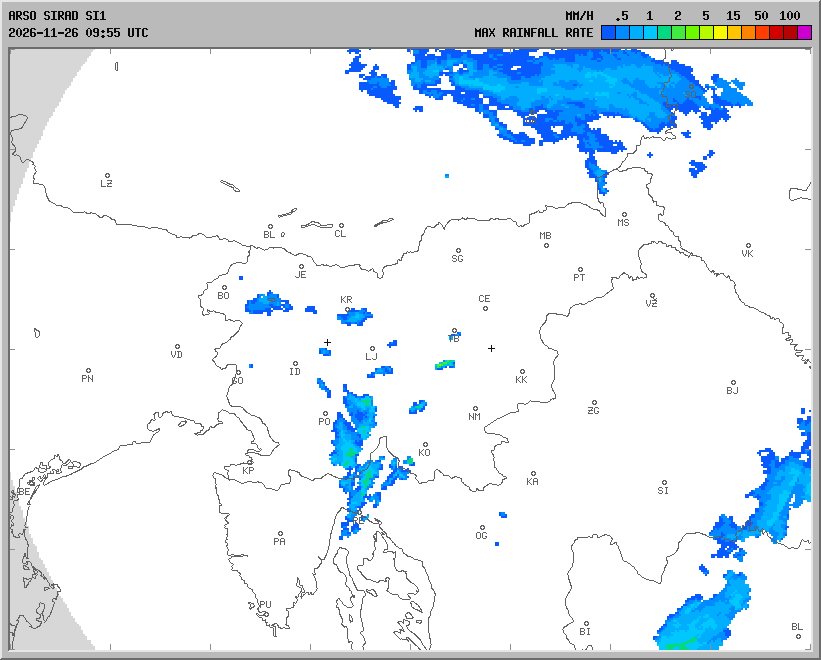 ARSO SIRAD SI1
MM/H .5 1 2 5 15 50 100
2026-11-26 09:55 UTC
MAX RAINFALL RATE
LZ
BL
CL
MS
MB
VK
SG
JE
PT
BO
KR
CE
VZ
TB
VD
LJ
ID
PN
GO
KK
BJ
PO
NM
ZG
KO
KP
KA
SI
BE
RI
OG
PA
PU
BI
BL